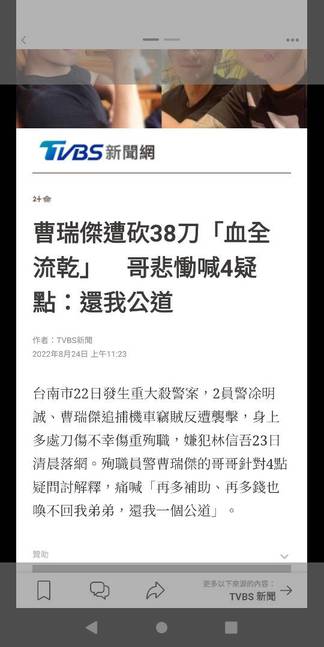 TVBS新聞網
社會
曹瑞傑遭砍38刀「血全
流乾」 哥悲慟喊4疑
點：還我公道
作者：TVBS新聞
2022年8月24日 上午11:23
台南市22日發生重大殺警案，2員警凃明
誠、曹瑞傑追捕機車竊賊反遭襲擊，身上
多處刀傷不幸傷重殉職，嫌犯林信吾23日
清晨落網。殉職員警曹瑞傑的哥哥針對4點
疑問討解釋，痛喊「再多補助、再多錢也
喚不回我弟弟，還我一個公道」。
贊助
更多以下來源的內容：
TVBS 新聞